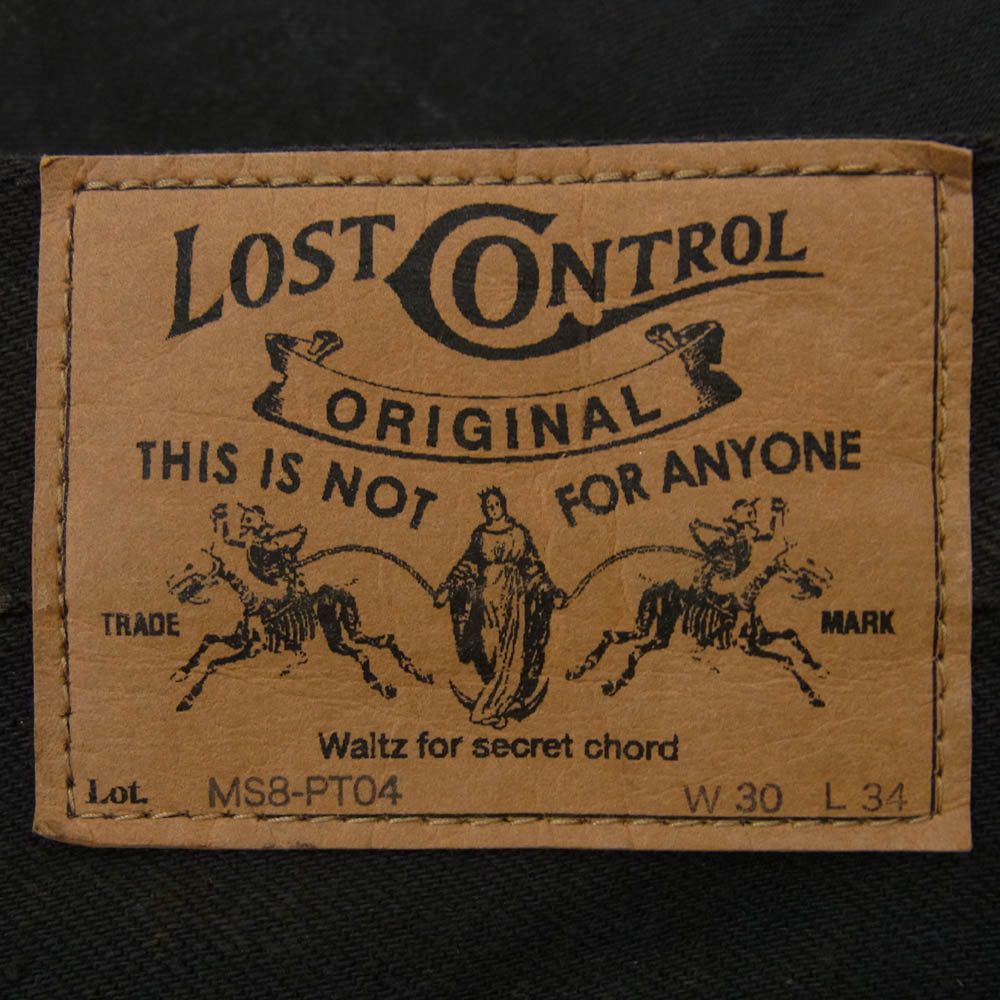 LOST CONTROL
ORIGINAL
THIS IS NOT FOR ANYONE
TRADE MARK
Waltz for secret chord
Lot. MS8-PT04 W 30 L 34